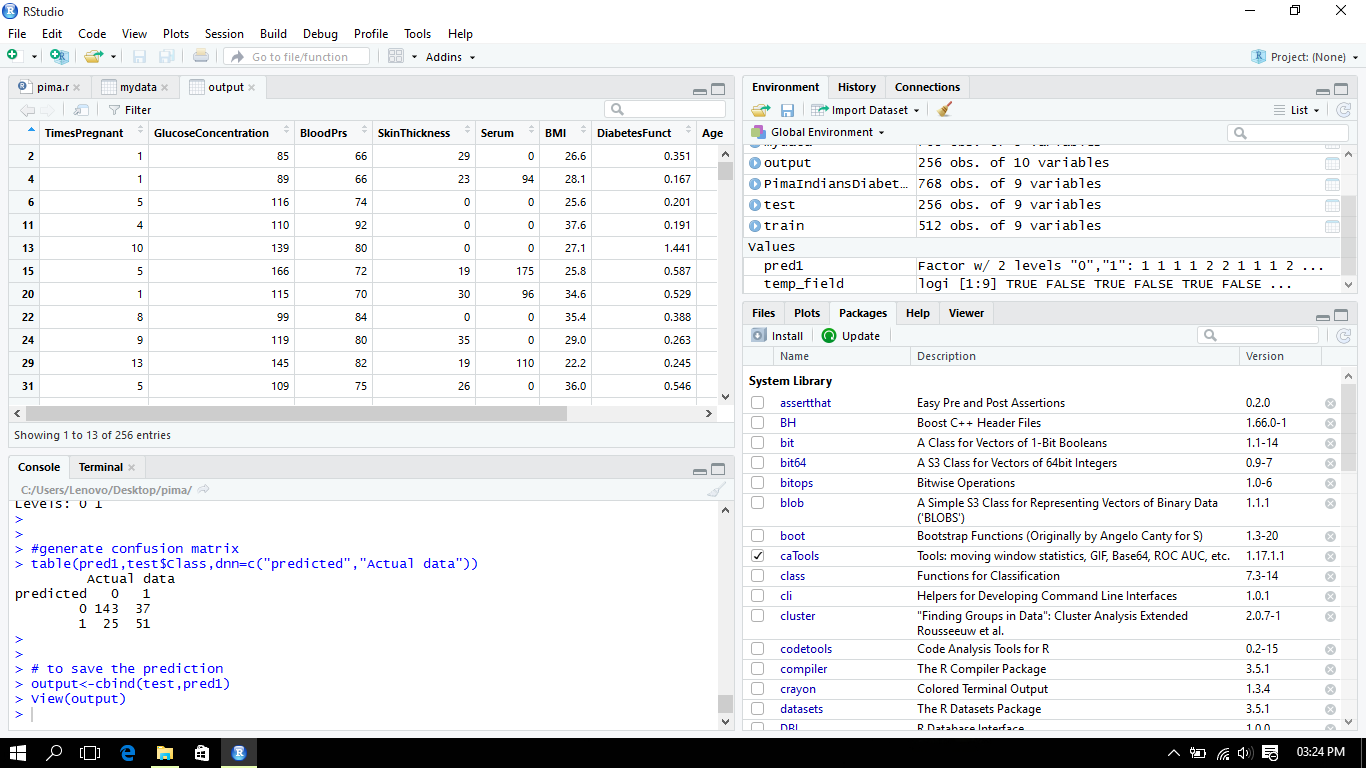 RStudio
File Edit Code View Plots Session Build Debug Profile Tools Help
Go to file/function Addins Project: (None)
pima.r mydata output
Filter
TimesPregnant GlucoseConcentration BloodPrs SkinThickness Serum BMI DiabetesFunct Age
2 1 85 66 29 0 26.6 0.351
4 1 89 66 23 94 28.1 0.167
6 5 116 74 0 0 25.6 0.201
11 4 110 92 0 0 37.6 0.191
13 10 139 80 0 0 27.1 1.441
15 5 166 72 19 175 25.8 0.587
20 1 115 70 30 96 34.6 0.529
22 8 99 84 0 0 35.4 0.388
24 9 119 80 35 0 29.0 0.263
29 13 145 82 19 110 22.2 0.245
31 5 109 75 26 0 36.0 0.546
Showing 1 to 13 of 256 entries
Console Terminal
C:/Users/Lenovo/Desktop/pima/
Levels: 0 1
>
>
> #generate confusion matrix
> table(pred1,test$Class,dnn=c("predicted","Actual data"))
Actual data
predicted 0 1
0 143 37
1 25 51
>
>
> # to save the prediction
> output<-cbind(test,pred1)
> View(output)
>
Environment History Connections
Import Dataset List
Global Environment
output 256 obs. of 10 variables
PimaIndiansDiabet… 768 obs. of 9 variables
test 256 obs. of 9 variables
train 512 obs. of 9 variables
Values
pred1 Factor w/ 2 levels "0","1": 1 1 1 1 2 2 1 1 1 2 ...
temp_field logi [1:9] TRUE FALSE TRUE FALSE TRUE FALSE ...
Files Plots Packages Help Viewer
Install Update
Name Description Version
System Library
assertthat Easy Pre and Post Assertions 0.2.0
BH Boost C++ Header Files 1.66.0-1
bit A Class for Vectors of 1-Bit Booleans 1.1-14
bit64 A S3 Class for Vectors of 64bit Integers 0.9-7
bitops Bitwise Operations 1.0-6
blob A Simple S3 Class for Representing Vectors of Binary Data 1.1.1
('BLOBS')
boot Bootstrap Functions (Originally by Angelo Canty for S) 1.3-20
caTools Tools: moving window statistics, GIF, Base64, ROC AUC, etc. 1.17.1.1
class Functions for Classification 7.3-14
cli Helpers for Developing Command Line Interfaces 1.0.1
cluster "Finding Groups in Data": Cluster Analysis Extended 2.0.7-1
Rousseeuw et al.
codetools Code Analysis Tools for R 0.2-15
compiler The R Compiler Package 3.5.1
crayon Colored Terminal Output 1.3.4
datasets The R Datasets Package 3.5.1
DBI R Database Interface 1.0.0
03:24 PM